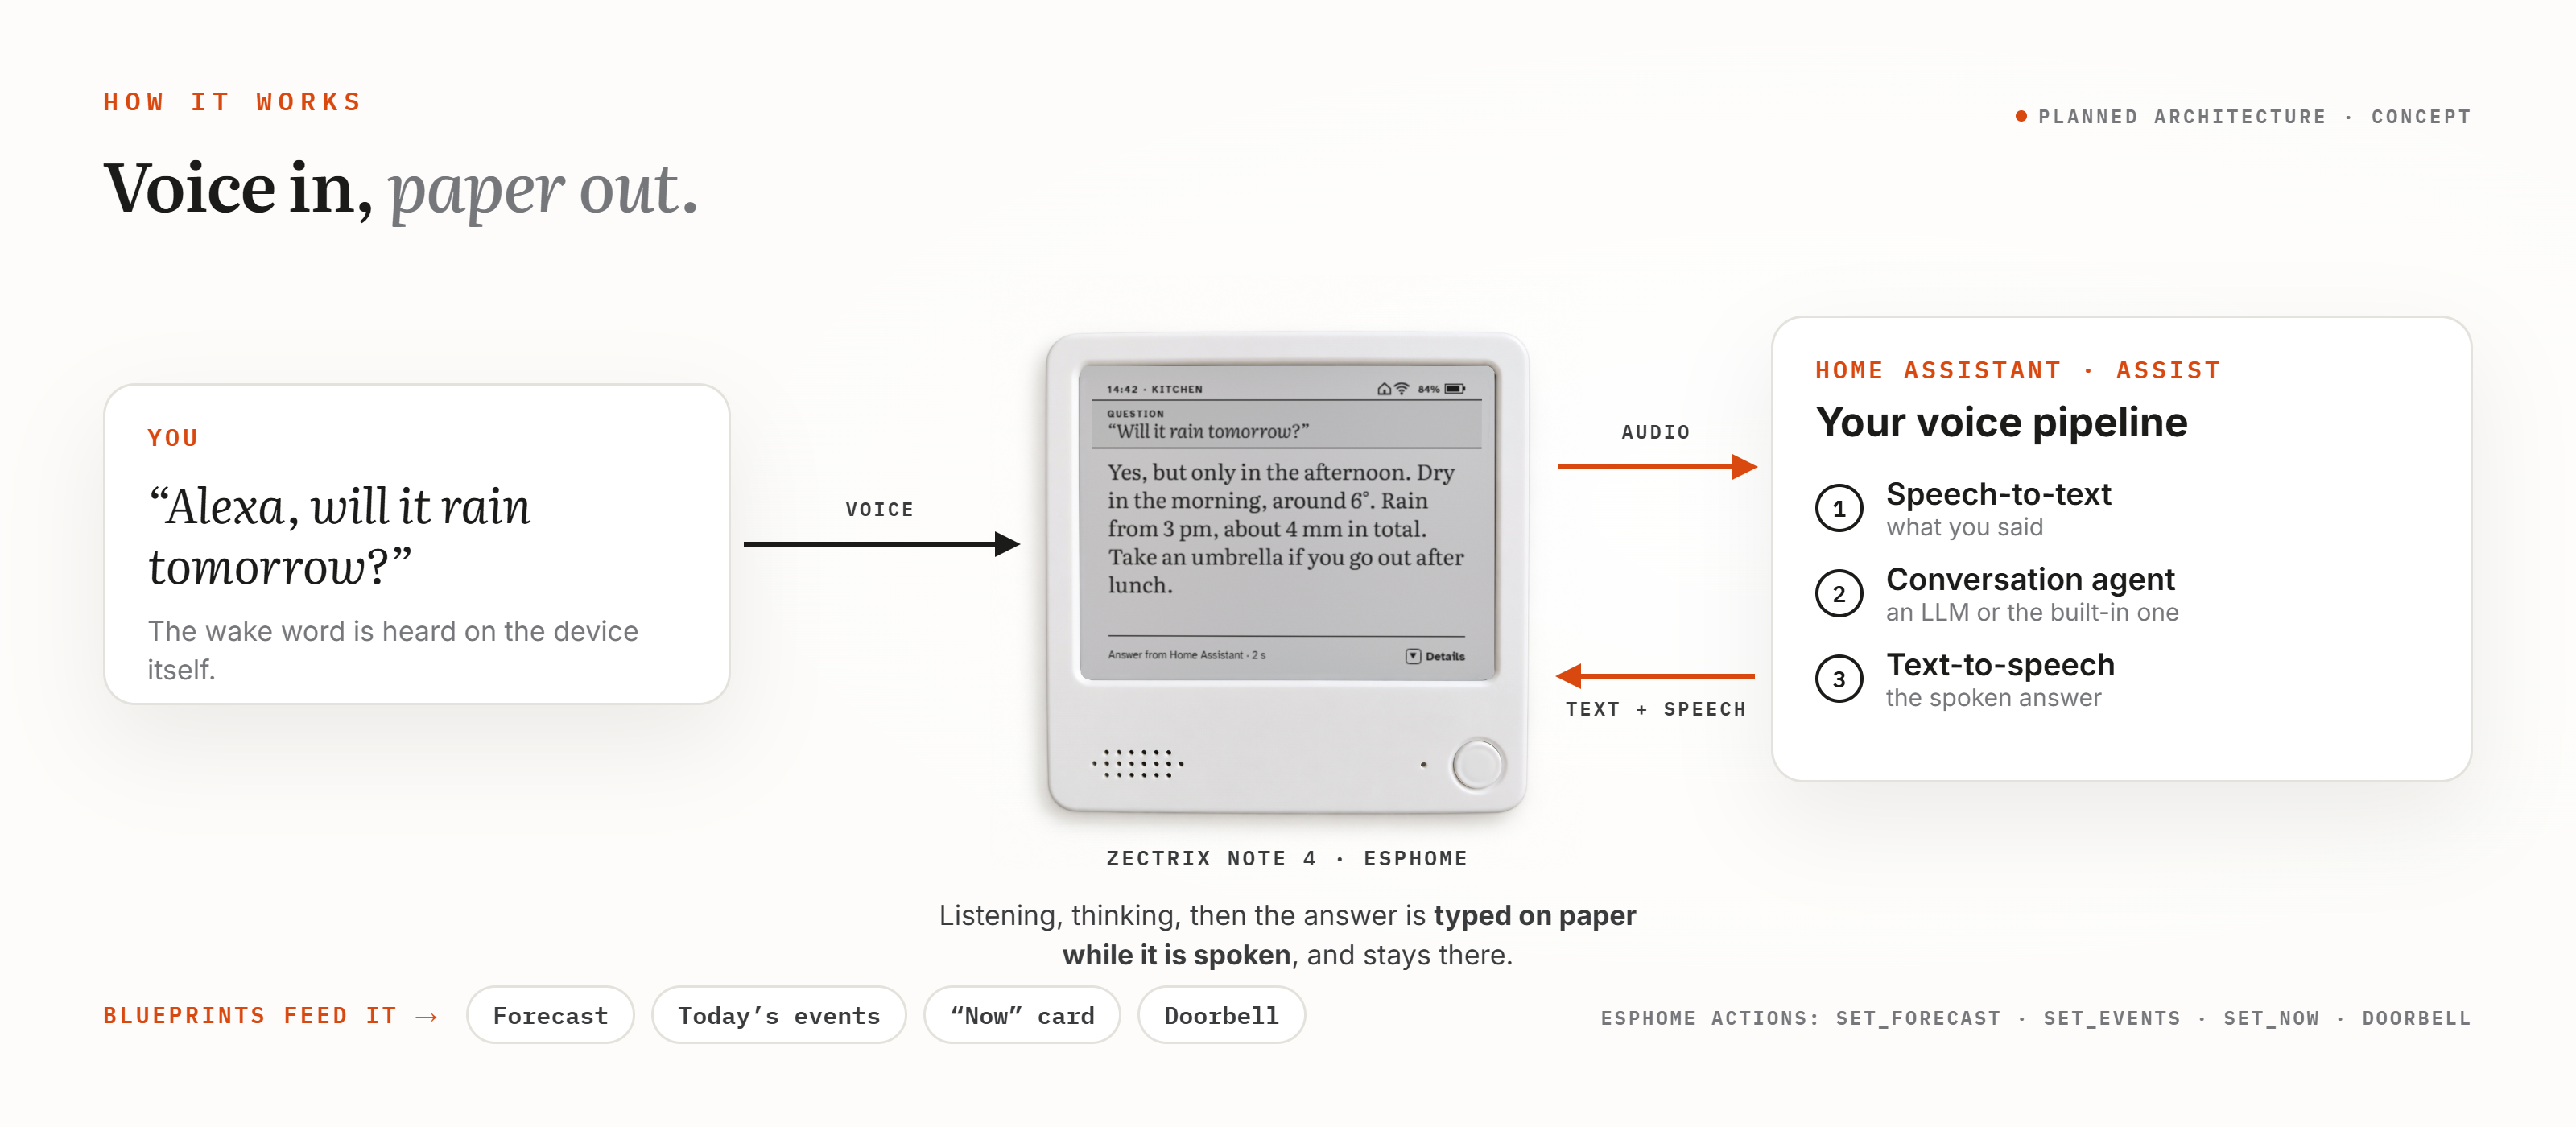 HOW IT WORKS
PLANNED ARCHITECTURE · CONCEPT
Voice in, paper out.
YOU
“Alexa, will it rain
tomorrow?”
The wake word is heard on the device
itself.
VOICE
14:42 · KITCHEN
84%
QUESTION
“Will it rain tomorrow?”
Yes, but only in the afternoon. Dry
in the morning, around 6°. Rain
from 3 pm, about 4 mm in total.
Take an umbrella if you go out after
lunch.
Answer from Home Assistant · 2 s
Details
ZECTRIX NOTE 4 · ESPHOME
Listening, thinking, then the answer is typed on paper
while it is spoken, and stays there.
AUDIO
TEXT + SPEECH
HOME ASSISTANT · ASSIST
Your voice pipeline
1 Speech-to-text
what you said
2 Conversation agent
an LLM or the built-in one
3 Text-to-speech
the spoken answer
BLUEPRINTS FEED IT →
Forecast
Today’s events
“Now” card
Doorbell
ESPHOME ACTIONS: SET_FORECAST · SET_EVENTS · SET_NOW · DOORBELL